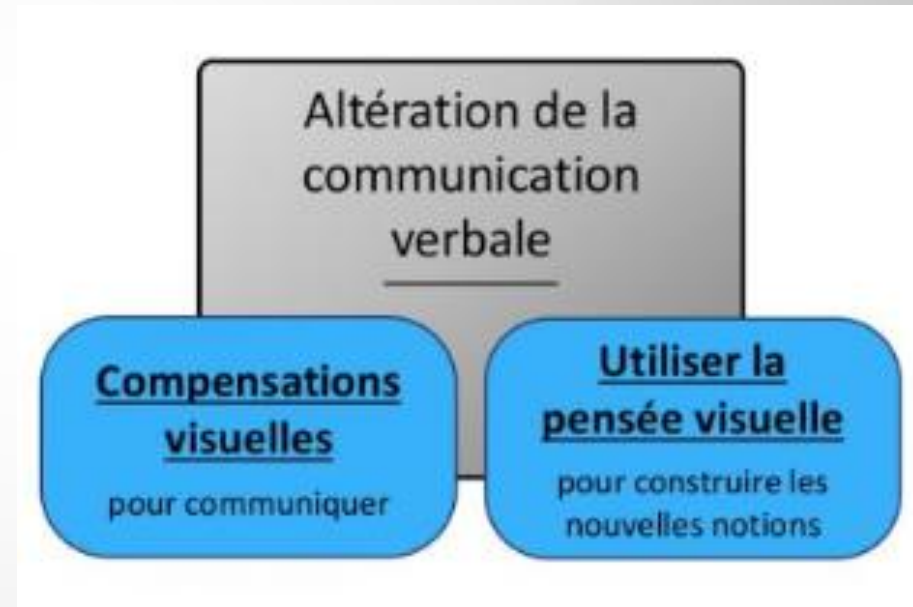 Altération de la
communication
verbale
Compensations
visuelles
pour communiquer
Utiliser la
pensée visuelle
pour construire les
nouvelles notions